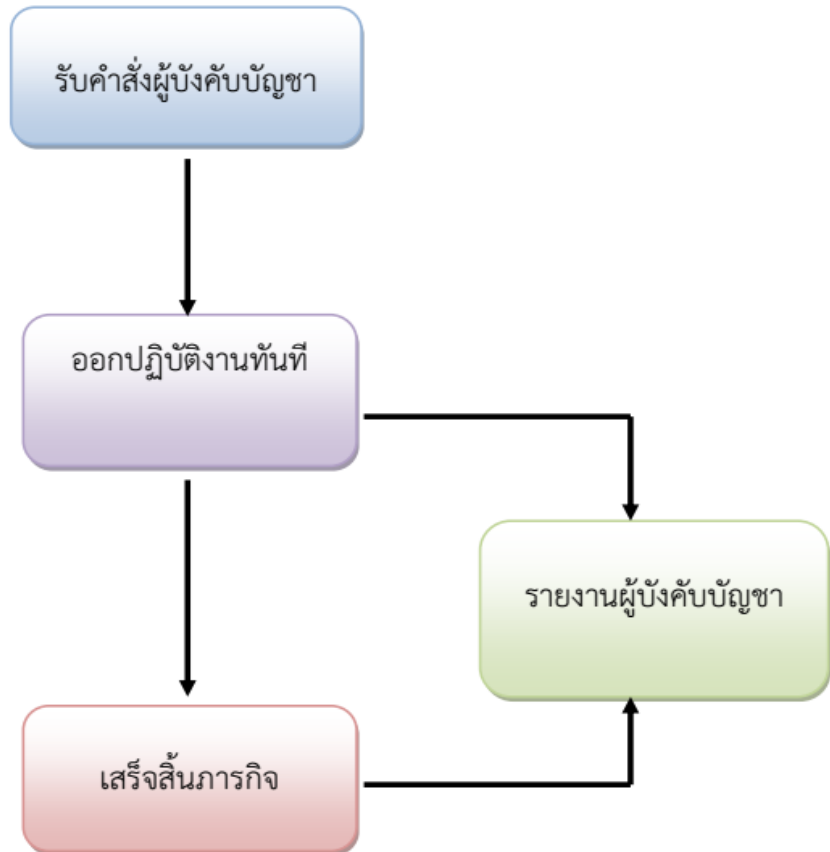 รับคำสั่งผู้บังคับบัญชา
ออกปฏิบัติงานทันที
รายงานผู้บังคับบัญชา
เสร็จสิ้นภารกิจ